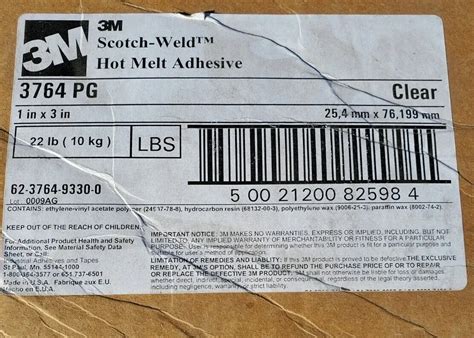 3M
3M
Scotch-Weld™
Hot Melt Adhesive
3764 PG
Clear
1 in x 3 in
25,4 mm x 76,199 mm
22 lb ( 10 kg )
LBS
5 00 21200 82598 4
62-3764-9330-0
Lot 0009AG
CONTAINS: ethylene-vinyl acetate polymer (24937-78-8), hydrocarbon resin (68132-00-3), polyethylene wax (9006-25-3), paraffin wax (8002-74-2)
KEEP OUT OF THE REACH OF CHILDREN.
For Additional Product Health and Safety
Information, See Material Safety Data
Sheet, or Call:
Industrial Adhesives and Tapes
St Paul, Mn. 55144-1000
1-800-364-3577 or 651.737-6501
Made in U.S.A. Fabrique aux E.U.
Hecho en E.U.A.
IMPORTANT NOTICE: 3M MAKES NO WARRANTIES, EXPRESS OR IMPLIED, INCLUDING, BUT NOT
LIMITED TO, ANY IMPLIED WARRANTY OF MERCHANTABILITY OR FITNESS FOR A PARTICULAR
PURPOSE. User is responsible for determining whether this 3M product is fit for a particular purpose
and suitable for user's method of application.
LIMITATION OF REMEDIES AND LIABILITY: If this 3M product is proved to be defective THE EXCLUSIVE
REMEDY, AT 3M'S OPTION, SHALL BE TO REFUND THE PURCHASE PRICE OF OR TO REPAIR
OR REPLACE THE DEFECTIVE 3M PRODUCT. 3M shall not otherwise be liable for loss or damages,
whether direct, indirect, special, incidental, or consequential, regardless of the legal theory asserted,
including negligence, warranty or strict liability.